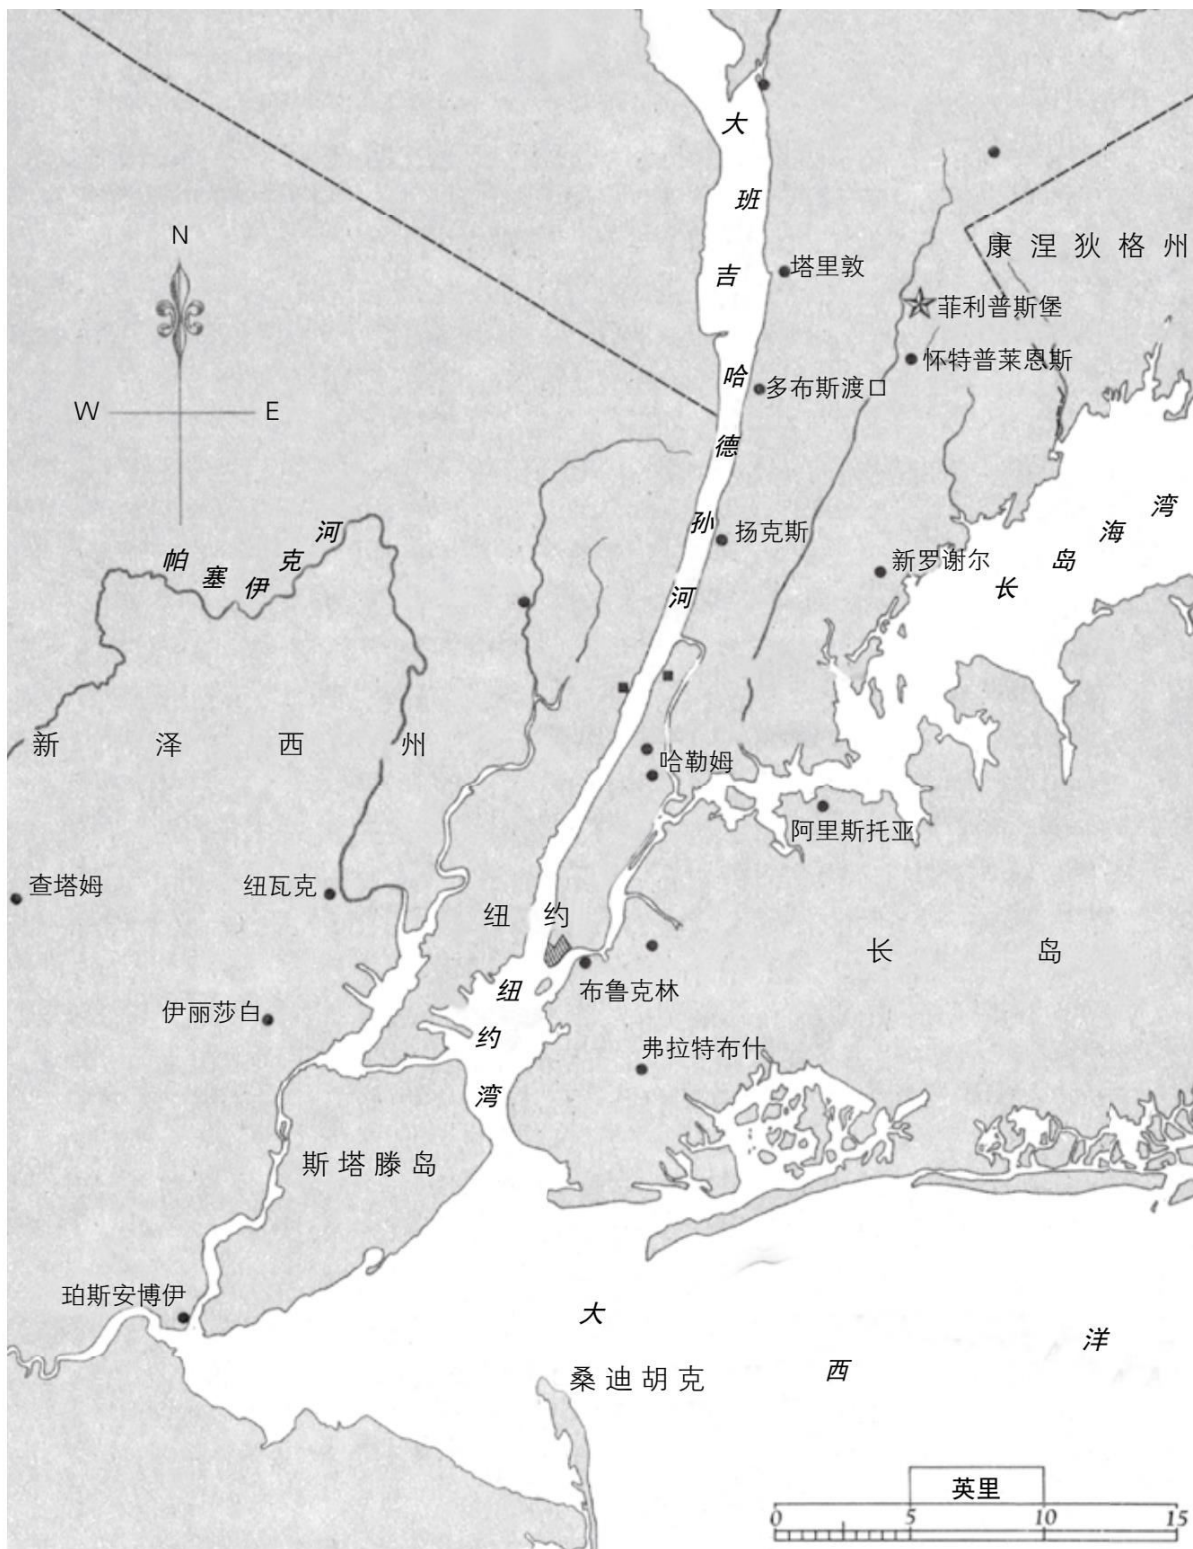 大班吉
N
W
E
康涅狄格州
塔里敦
菲利普斯堡
怀特普莱恩斯
多布斯渡口
哈德孙河
扬克斯
新罗谢尔
长岛海湾
帕塞伊克河
新泽西州
哈勒姆
阿里斯托亚
查塔姆
纽瓦克
纽约
长岛
布鲁克林
纽约湾
伊丽莎白
弗拉特布什
斯塔滕岛
珀斯安博伊
大西洋
桑迪胡克
英里
0 5 10 15